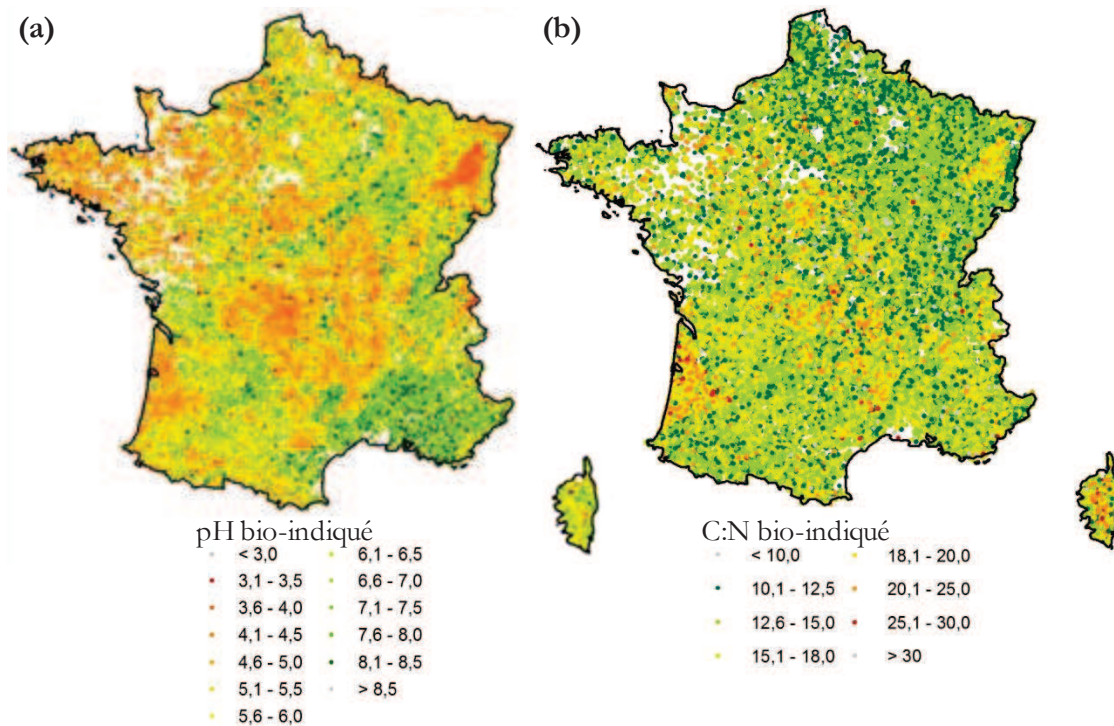 (a)
(b)
pH bio-indiqué
< 3,0
3,1 - 3,5
3,6 - 4,0
4,1 - 4,5
4,6 - 5,0
5,1 - 5,5
5,6 - 6,0
6,1 - 6,5
6,6 - 7,0
7,1 - 7,5
7,6 - 8,0
8,1 - 8,5
> 8,5
C:N bio-indiqué
< 10,0
10,1 - 12,5
12,6 - 15,0
15,1 - 18,0
18,1 - 20,0
20,1 - 25,0
25,1 - 30,0
> 30